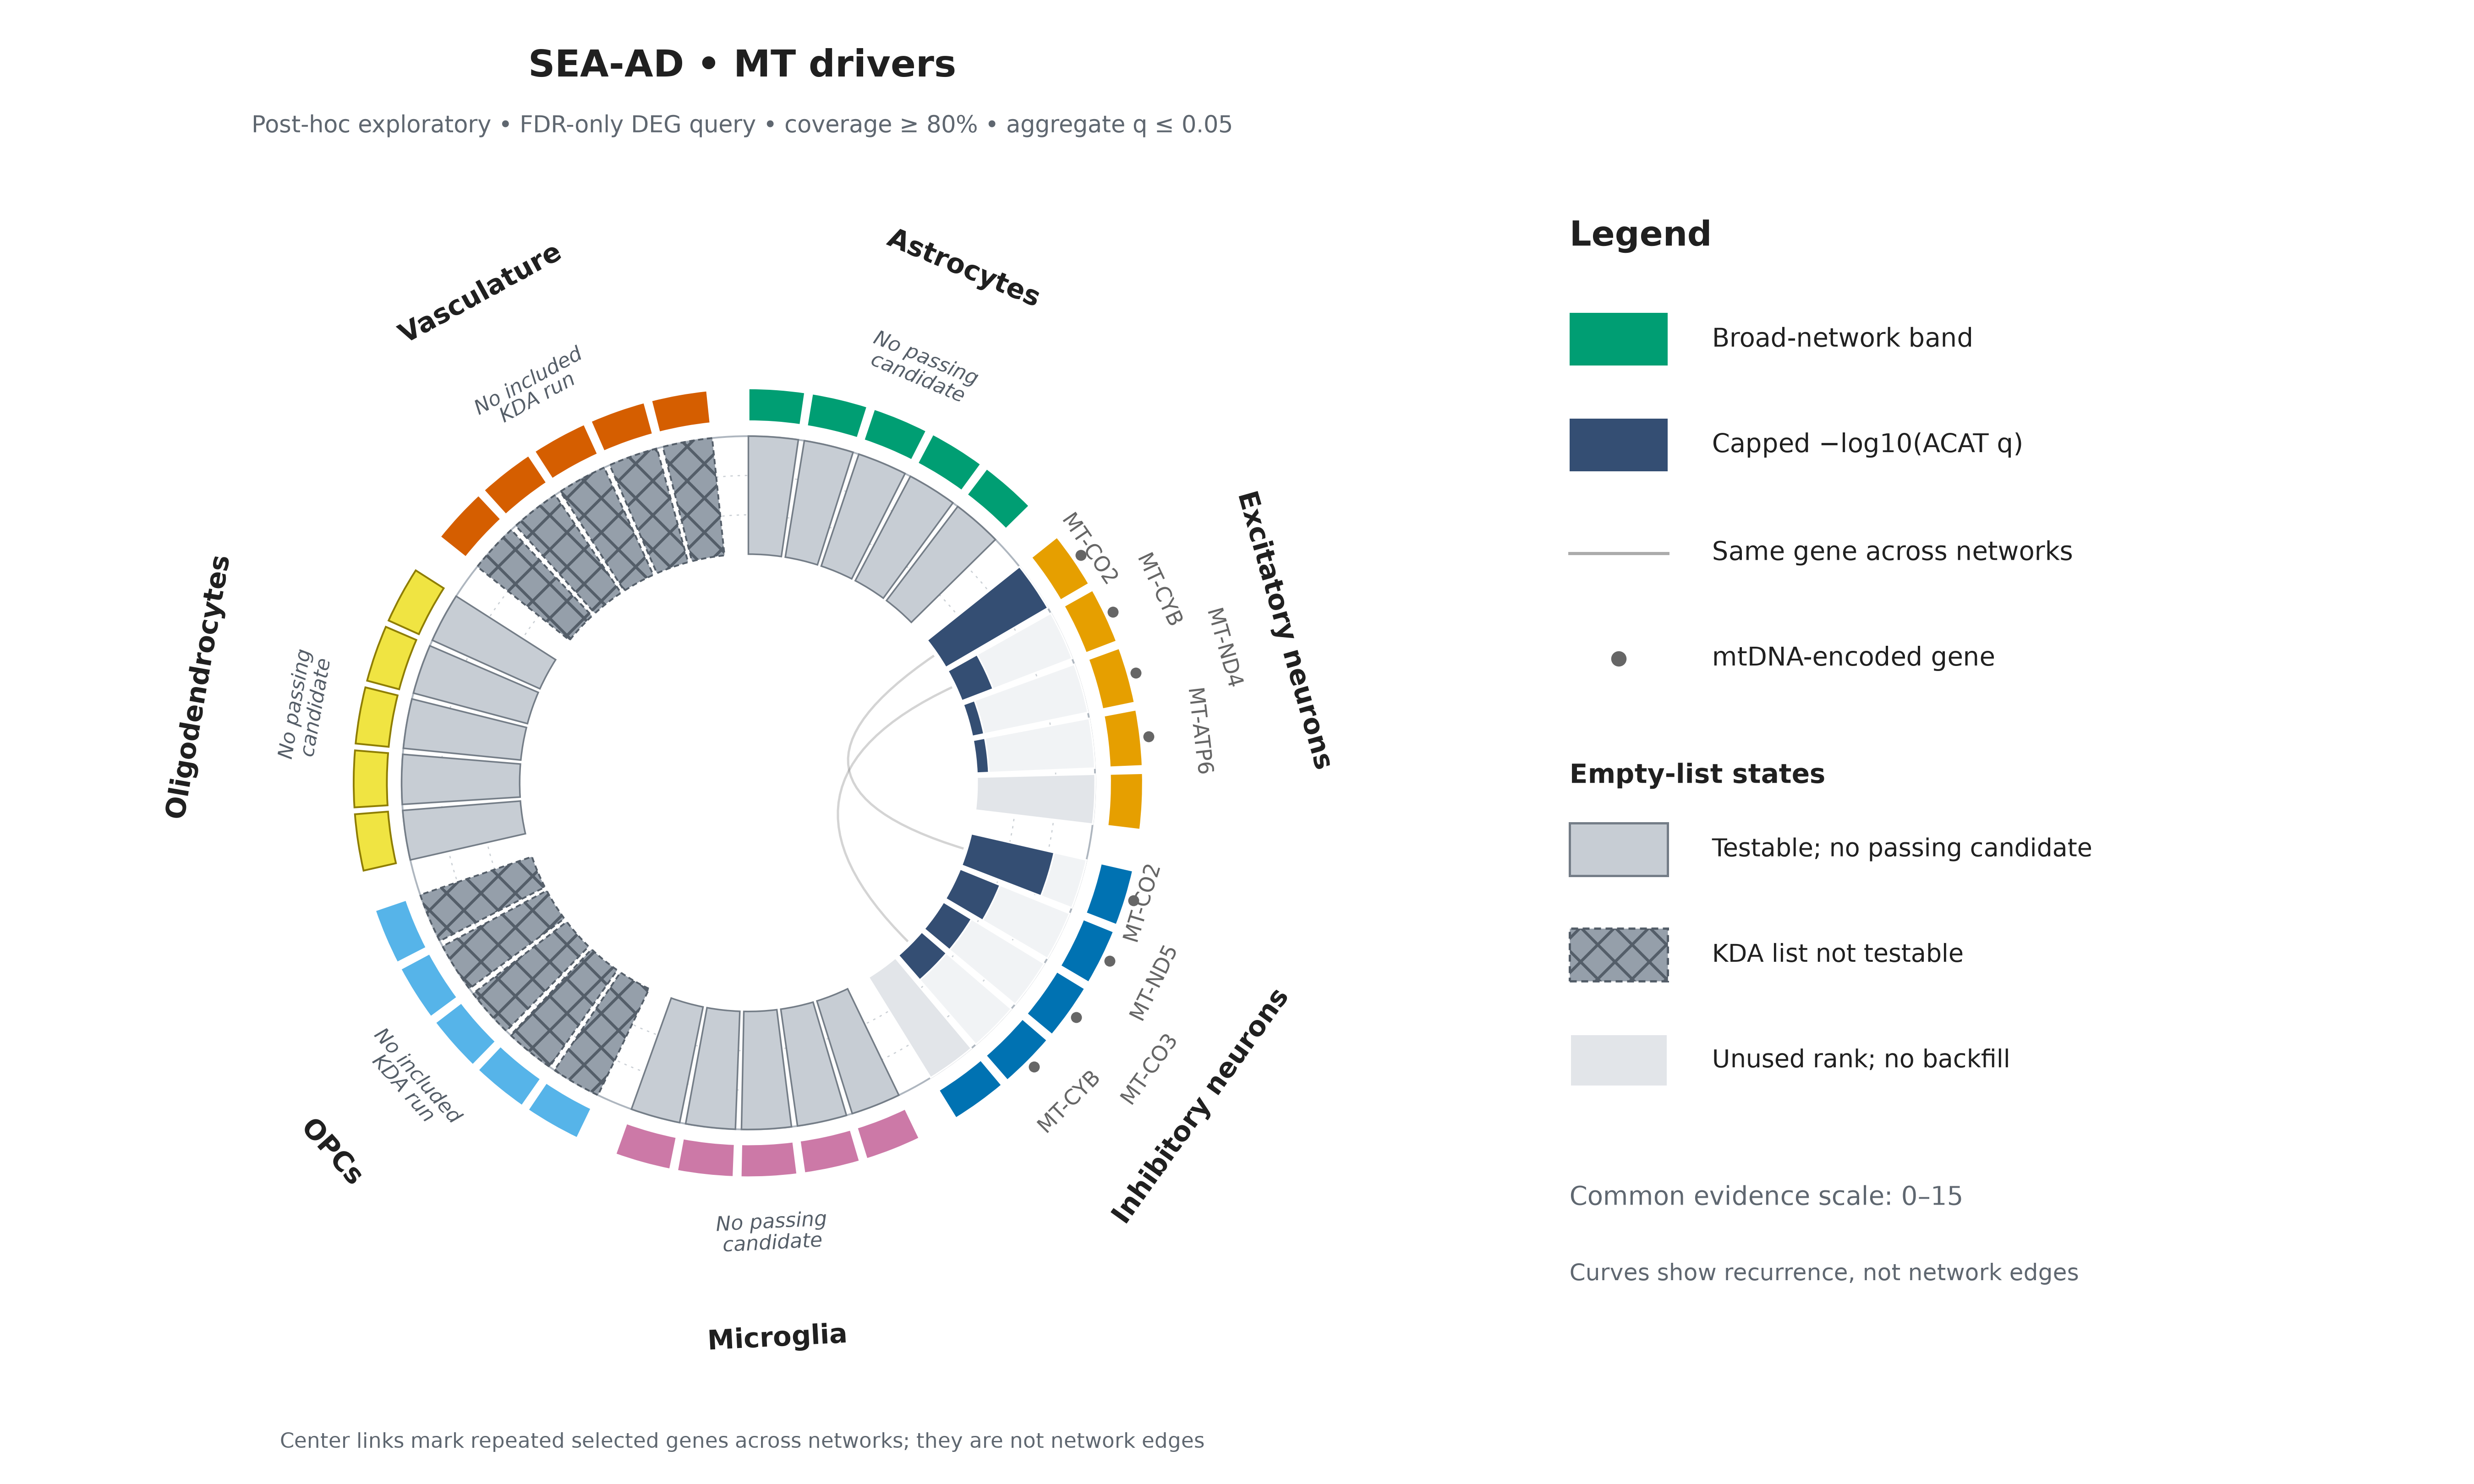 SEA-AD • MT drivers
Post-hoc exploratory • FDR-only DEG query • coverage ≥ 80% • aggregate q ≤ 0.05
Astrocytes
No passing
candidate
Excitatory neurons
MT-CO2
MT-CYB
MT-ND4
MT-ATP6
Inhibitory neurons
MT-CO2
MT-ND5
MT-CO3
MT-CYB
Microglia
No passing
candidate
OPCs
No included
KDA run
Oligodendrocytes
No passing
candidate
Vasculature
No included
KDA run
Legend
Broad-network band
Capped −log10(ACAT q)
Same gene across networks
mtDNA-encoded gene
Empty-list states
Testable; no passing candidate
KDA list not testable
Unused rank; no backfill
Common evidence scale: 0–15
Curves show recurrence, not network edges
Center links mark repeated selected genes across networks; they are not network edges